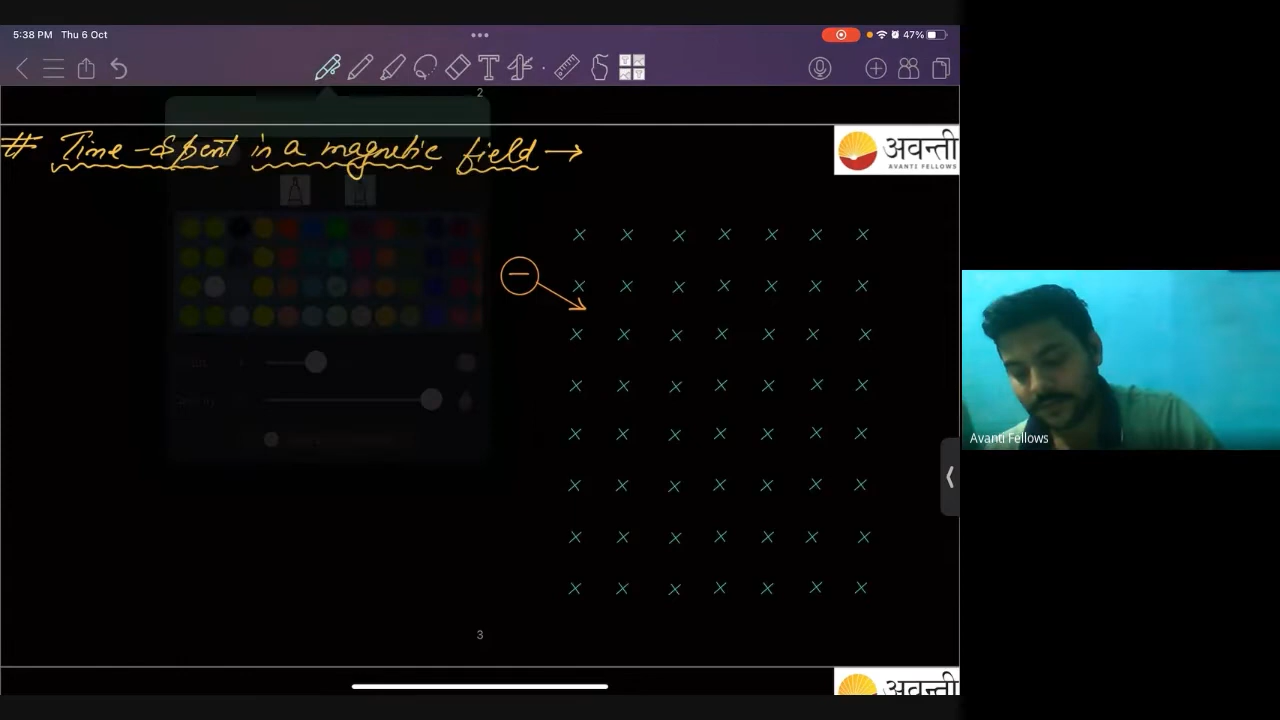 5:38 PM Thu 6 Oct
47%
2
# Time-Spent in a magnetic field →
अवन्ती
AVANTI FELLOWS
× × × × × × ×
− × × × × × × ×
× × × × × × ×
× × × × × × ×
× × × × × × ×
× × × × × × ×
× × × × × × ×
× × × × × × ×
Avanti Fellows
3
अवन्ती